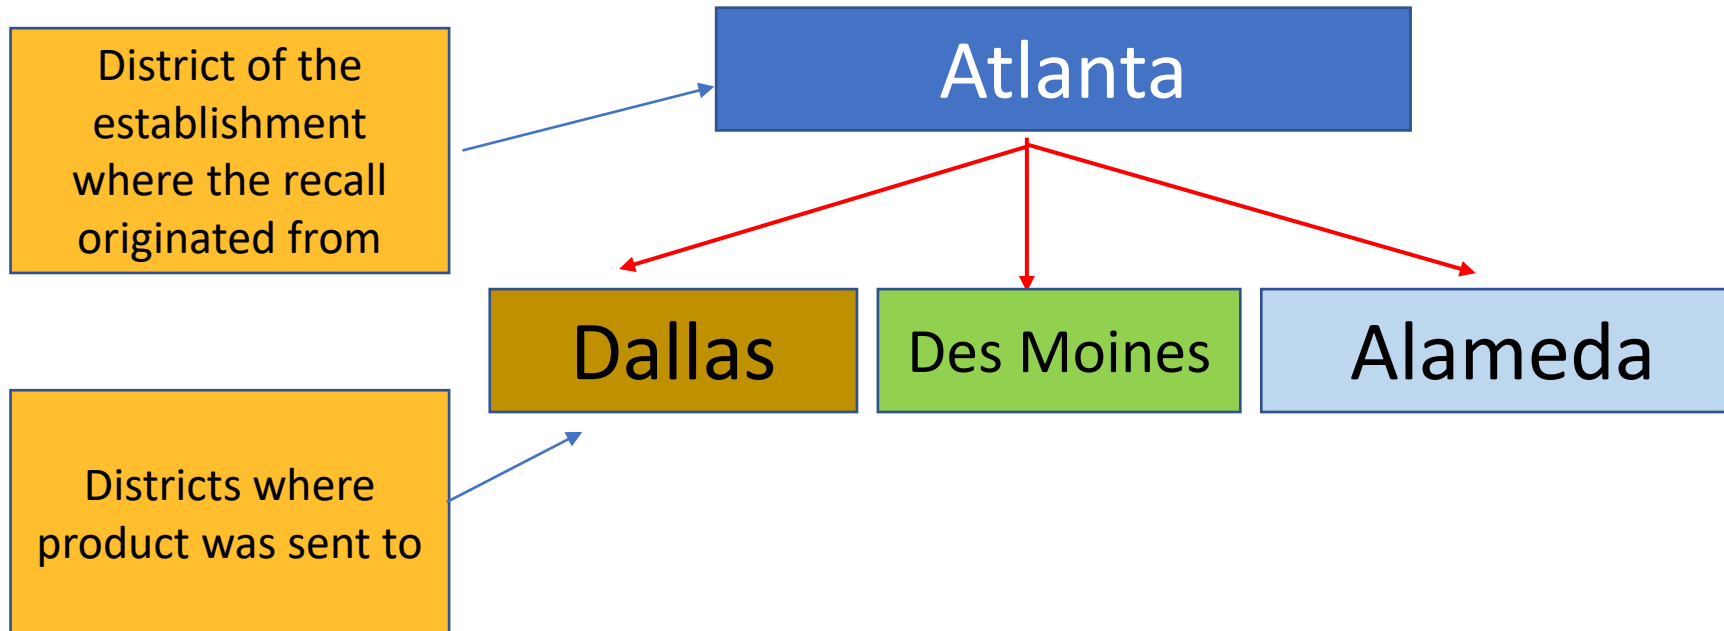 District of the
establishment
where the recall
originated from
Atlanta
Dallas
Des Moines
Alameda
Districts where
product was sent to